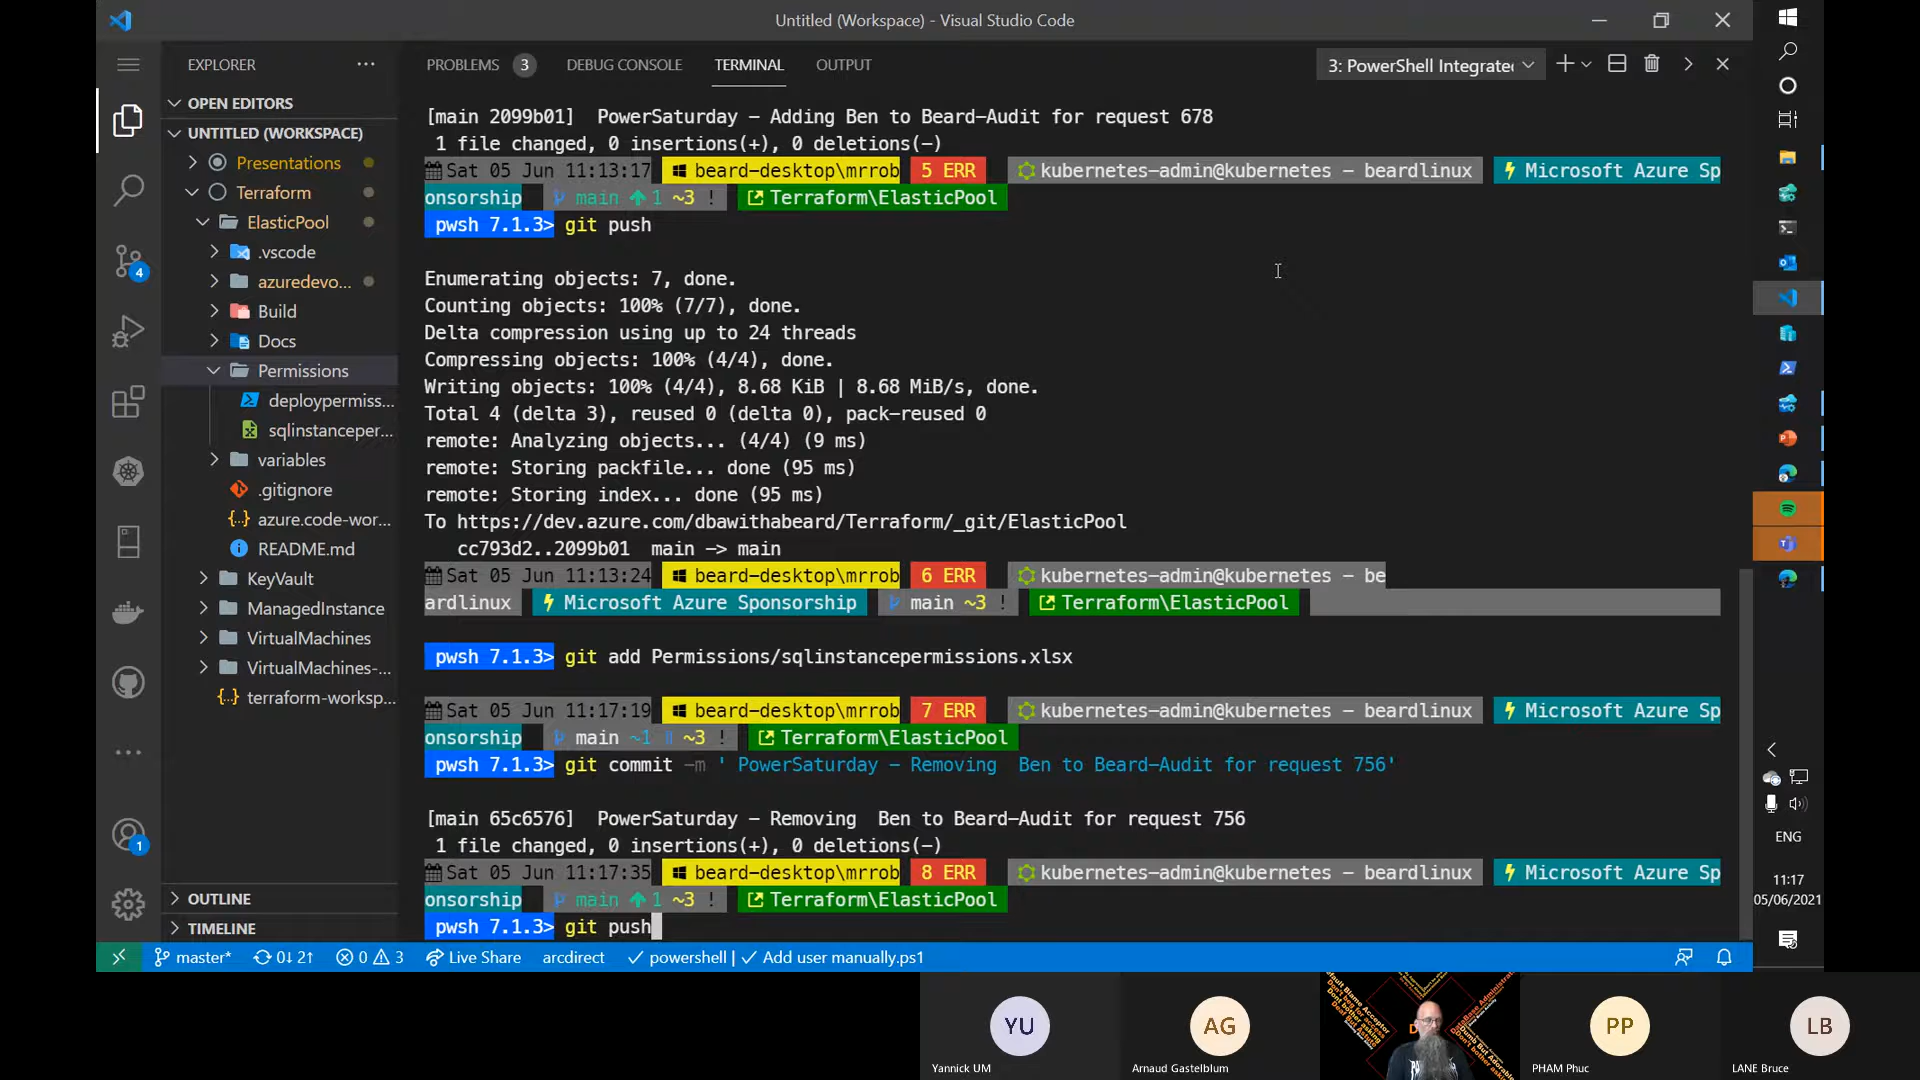 Untitled (Workspace) - Visual Studio Code
EXPLORER
PROBLEMS 3 DEBUG CONSOLE TERMINAL OUTPUT
3: PowerShell Integrate
OPEN EDITORS
UNTITLED (WORKSPACE)
Presentations
Terraform
ElasticPool
.vscode
azuredevo...
Build
Docs
Permissions
deploypermiss...
sqlinstanceper...
variables
.gitignore
azure.code-wor...
README.md
KeyVault
ManagedInstance
VirtualMachines
VirtualMachines-...
terraform-worksp...
OUTLINE
TIMELINE
4
1
[main 2099b01]  PowerSaturday - Adding Ben to Beard-Audit for request 678
1 file changed, 0 insertions(+), 0 deletions(-)
Sat 05 Jun 11:13:17 beard-desktop\mrrob 5 ERR kubernetes-admin@kubernetes - beardlinux Microsoft Azure Sp
onsorship main ↑1 ~3 ! Terraform\ElasticPool
pwsh 7.1.3> git push
Enumerating objects: 7, done.
Counting objects: 100% (7/7), done.
Delta compression using up to 24 threads
Compressing objects: 100% (4/4), done.
Writing objects: 100% (4/4), 8.68 KiB | 8.68 MiB/s, done.
Total 4 (delta 3), reused 0 (delta 0), pack-reused 0
remote: Analyzing objects... (4/4) (9 ms)
remote: Storing packfile... done (95 ms)
remote: Storing index... done (95 ms)
To https://dev.azure.com/dbawithabeard/Terraform/_git/ElasticPool
cc793d2..2099b01  main -> main
Sat 05 Jun 11:13:24 beard-desktop\mrrob 6 ERR kubernetes-admin@kubernetes - be
ardlinux Microsoft Azure Sponsorship main ~3 ! Terraform\ElasticPool
pwsh 7.1.3> git add Permissions/sqlinstancepermissions.xlsx
Sat 05 Jun 11:17:19 beard-desktop\mrrob 7 ERR kubernetes-admin@kubernetes - beardlinux Microsoft Azure Sp
onsorship main ~1 ~3 ! Terraform\ElasticPool
pwsh 7.1.3> git commit -m ' PowerSaturday - Removing  Ben to Beard-Audit for request 756'
[main 65c6576]  PowerSaturday - Removing  Ben to Beard-Audit for request 756
1 file changed, 0 insertions(+), 0 deletions(-)
Sat 05 Jun 11:17:35 beard-desktop\mrrob 8 ERR kubernetes-admin@kubernetes - beardlinux Microsoft Azure Sp
onsorship main ↑1 ~3 ! Terraform\ElasticPool
pwsh 7.1.3> git push
master* 0↓ 2↑ 0 3 Live Share arcdirect powershell | Add user manually.ps1
ENG
11:17
05/06/2021
YU
Yannick UM
AG
Arnaud Gastelblum
PP
PHAM Phuc
LB
LANE Bruce